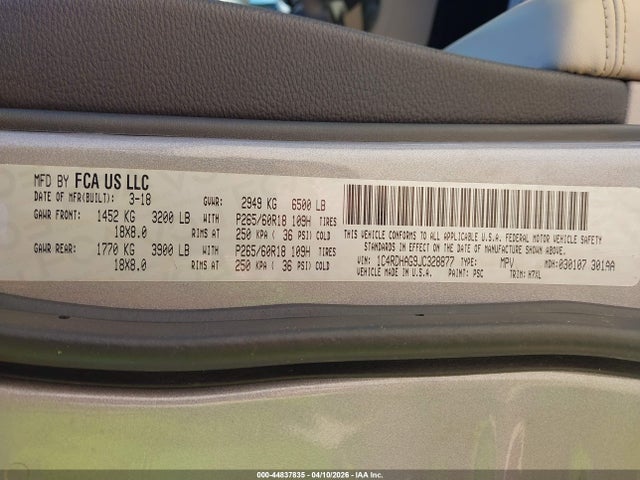 MFD BY FCA US LLC
DATE OF MFR(BUILT): 3-18 GVWR: 2949 KG 6500 LB
GAWR FRONT: 1452 KG 3200 LB WITH P265/60R18 109H TIRES
18X8.0 RIMS AT 250 KPA ( 36 PSI) COLD
GAWR REAR: 1770 KG 3900 LB WITH P265/60R18 109H TIRES
18X8.0 RIMS AT 250 KPA ( 36 PSI) COLD
THIS VEHICLE CONFORMS TO ALL APPLICABLE U.S.A. FEDERAL MOTOR VEHICLE SAFETY
STANDARDS IN EFFECT ON THE DATE OF MANUFACTURE SHOWN ABOVE.
VIN: 1C4RDHAG9JC328877 TYPE: MPV MDH:030107 301AA
MADE IN U.S.A. PAINT: PSC TRIM: H7XL
000-44837835 - 04/10/2026 - IAA Inc.